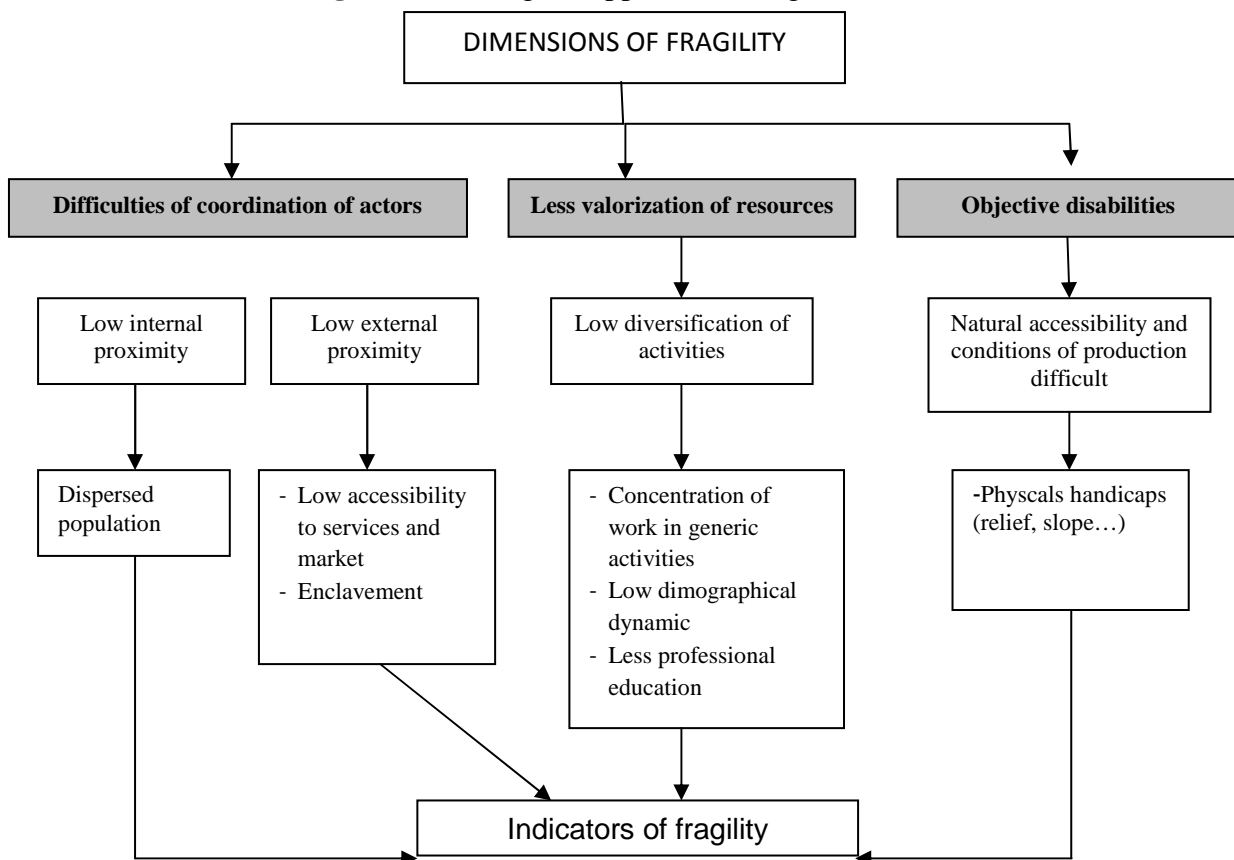 DIMENSIONS OF FRAGILITY
Difficulties of coordination of actors
Less valorization of resources
Objective disabilities
Low internal
proximity
Low external
proximity
Low diversification of
activities
Natural accessibility and
conditions of production
difficult
Dispersed
population
- Low accessibility
to services and
market
- Enclavement
- Concentration of
work in generic
activities
- Low dimographical
dynamic
- Less professional
education
-Physcals handicaps
(relief, slope…)
Indicators of fragility